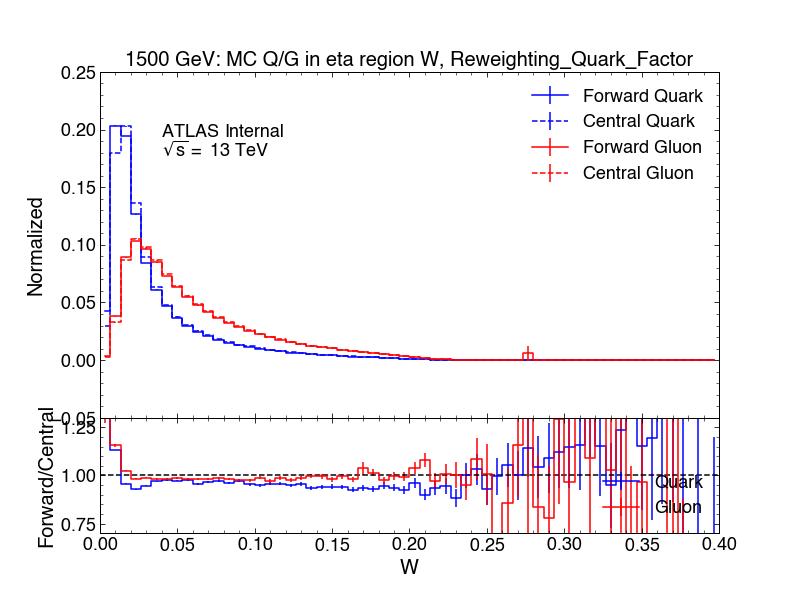 1500 GeV: MC Q/G in eta region W, Reweighting_Quark_Factor
0.25
0.20
0.15
0.10
0.05
0.00
0.05
Normalized
ATLAS Internal
√s = 13 TeV
Forward Quark
Central Quark
Forward Gluon
Central Gluon
1.25
1.00
0.75
Forward/Central
Quark
Gluon
0.00 0.05 0.10 0.15 0.20 0.25 0.30 0.35 0.40
W